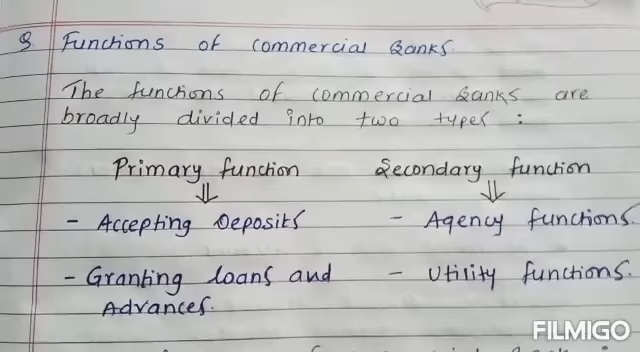 Q. Functions of commercial Banks.
The functions of commercial Banks are
broadly divided into two types :
Primary function Secondary function
⇓ ⇓
- Accepting Deposits - Agency functions.
- Granting loans and - Utility functions.
Advances.
FILMIGO